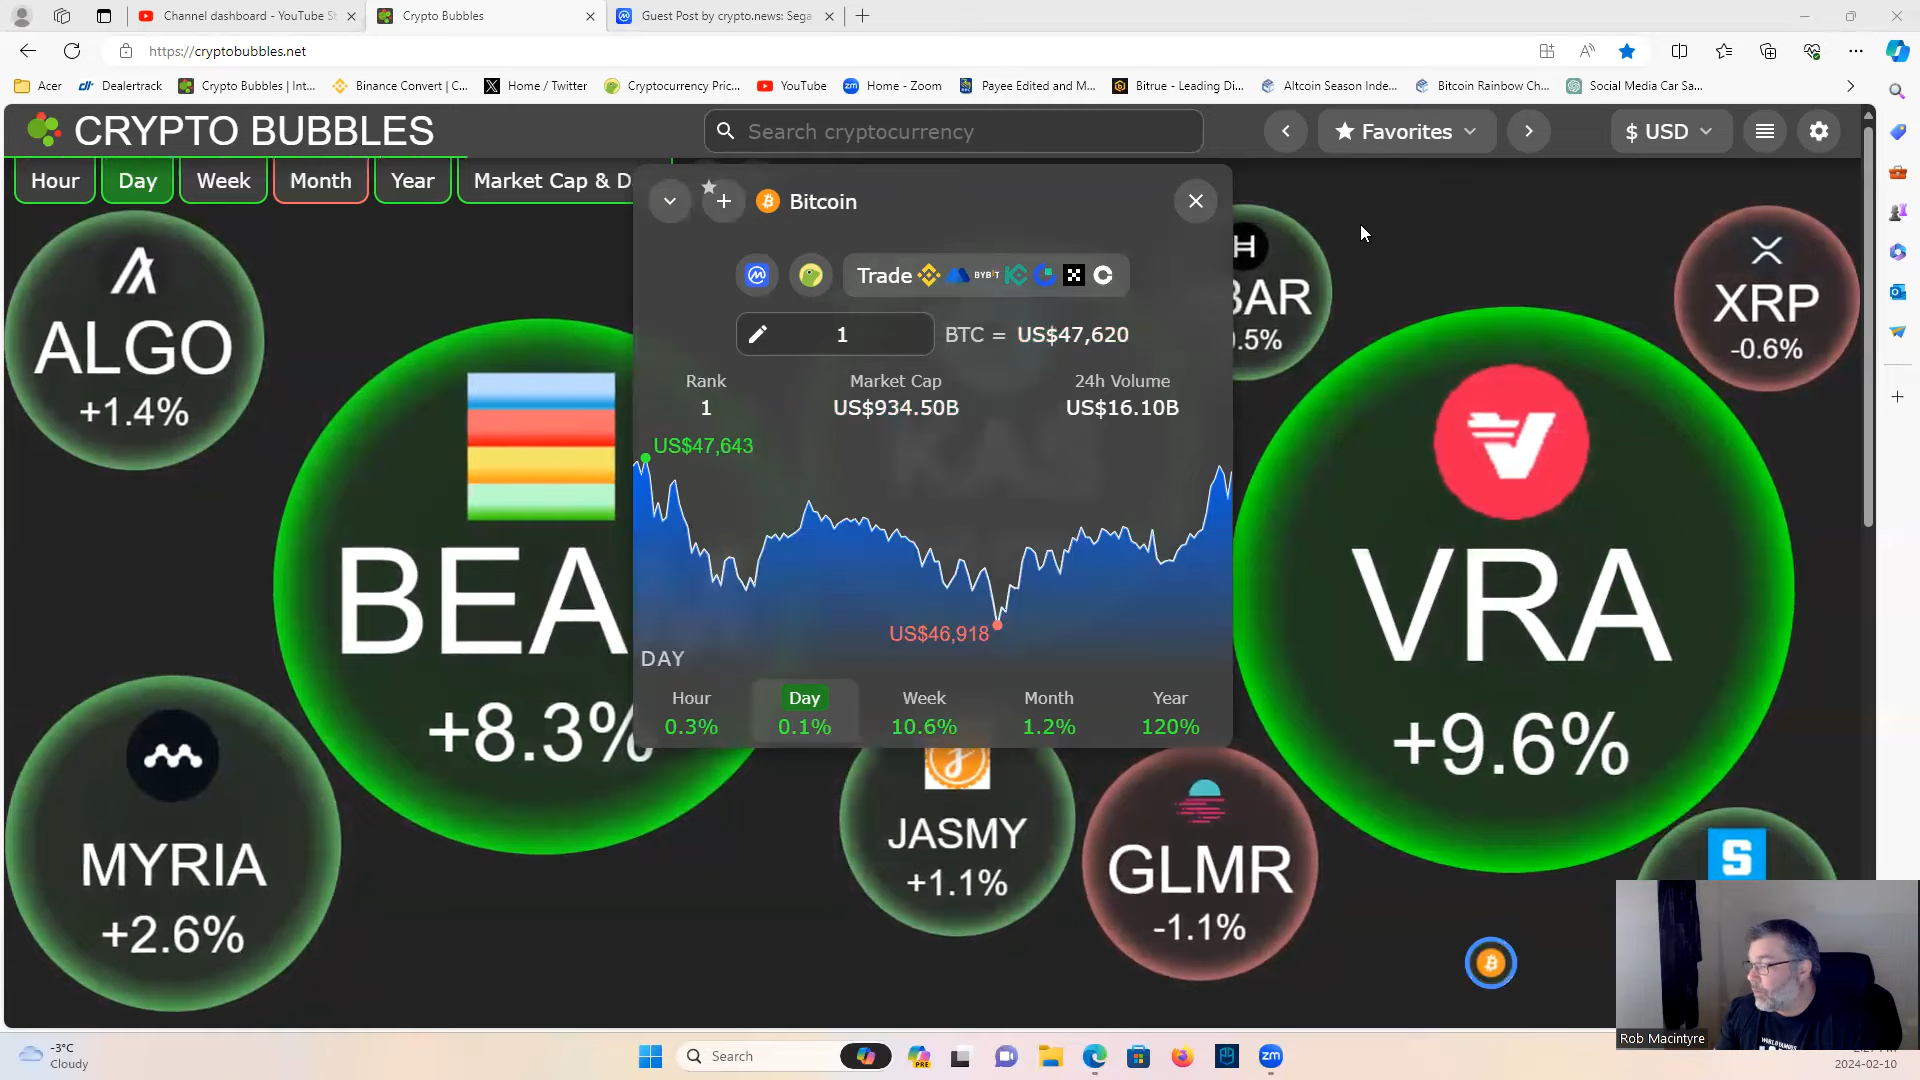 Channel dashboard - YouTube St
Crypto Bubbles
Guest Post by crypto.news: Sega
https://cryptobubbles.net
Acer
Dealertrack
Crypto Bubbles | Int...
Binance Convert | C...
Home / Twitter
Cryptocurrency Pric...
YouTube
Home - Zoom
Payee Edited and M...
Bitrue - Leading Di...
Altcoin Season Inde...
Bitcoin Rainbow Ch...
Social Media Car Sa...
CRYPTO BUBBLES
Search cryptocurrency
Favorites
$ USD
Hour
Day
Week
Month
Year
Market Cap & D
Bitcoin
Trade
BYBIT
1
BTC = US$47,620
Rank
1
Market Cap
US$934.50B
24h Volume
US$16.10B
US$47,643
US$46,918
DAY
Hour
0.3%
Day
0.1%
Week
10.6%
Month
1.2%
Year
120%
ALGO
+1.4%
BEA
+8.3%
KAS
BAR
.5%
XRP
-0.6%
VRA
+9.6%
MYRIA
+2.6%
JASMY
+1.1%
GLMR
-1.1%
S
Rob Macintyre
-3°C
Cloudy
Search
PRE
zm
2024-02-10